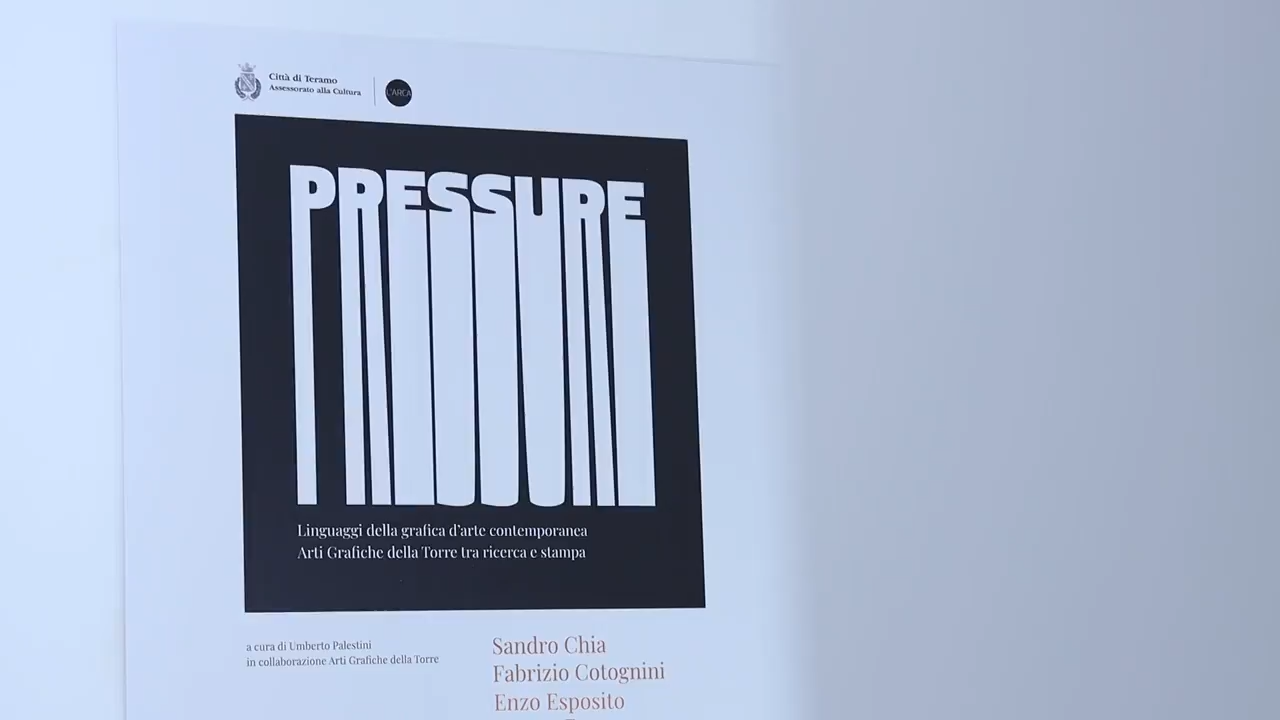 Città di Teramo
Assessorato alla Cultura
L'ARCA
PRESSURE
Linguaggi della grafica d'arte contemporanea
Arti Grafiche della Torre tra ricerca e stampa
a cura di Umberto Palestini
in collaborazione Arti Grafiche della Torre
Sandro Chia
Fabrizio Cotognini
Enzo Esposito